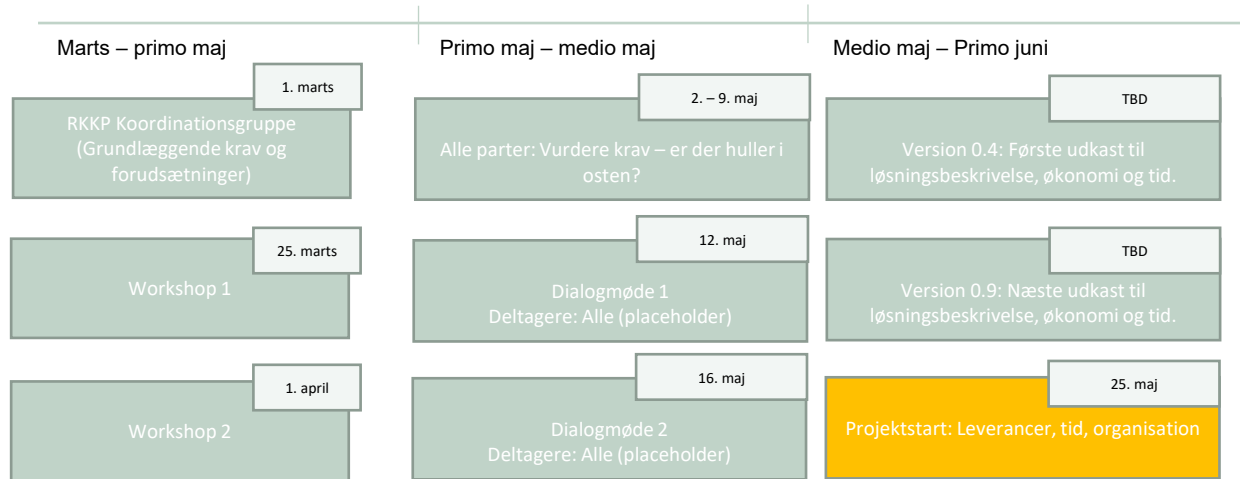 Marts – primo maj
1. marts
RKKP Koordinationsgruppe
(Grundlæggende krav og
forudsætninger)
25. marts
Workshop 1
1. april
Workshop 2
Primo maj – medio maj
2. – 9. maj
Alle parter: Vurdere krav – er der huller i
osten?
12. maj
Dialogmøde 1
Deltagere: Alle (placeholder)
16. maj
Dialogmøde 2
Deltagere: Alle (placeholder)
Medio maj – Primo juni
TBD
Version 0.4: Første udkast til
løsningsbeskrivelse, økonomi og tid.
TBD
Version 0.9: Næste udkast til
løsningsbeskrivelse, økonomi og tid.
25. maj
Projektstart: Leverancer, tid, organisation